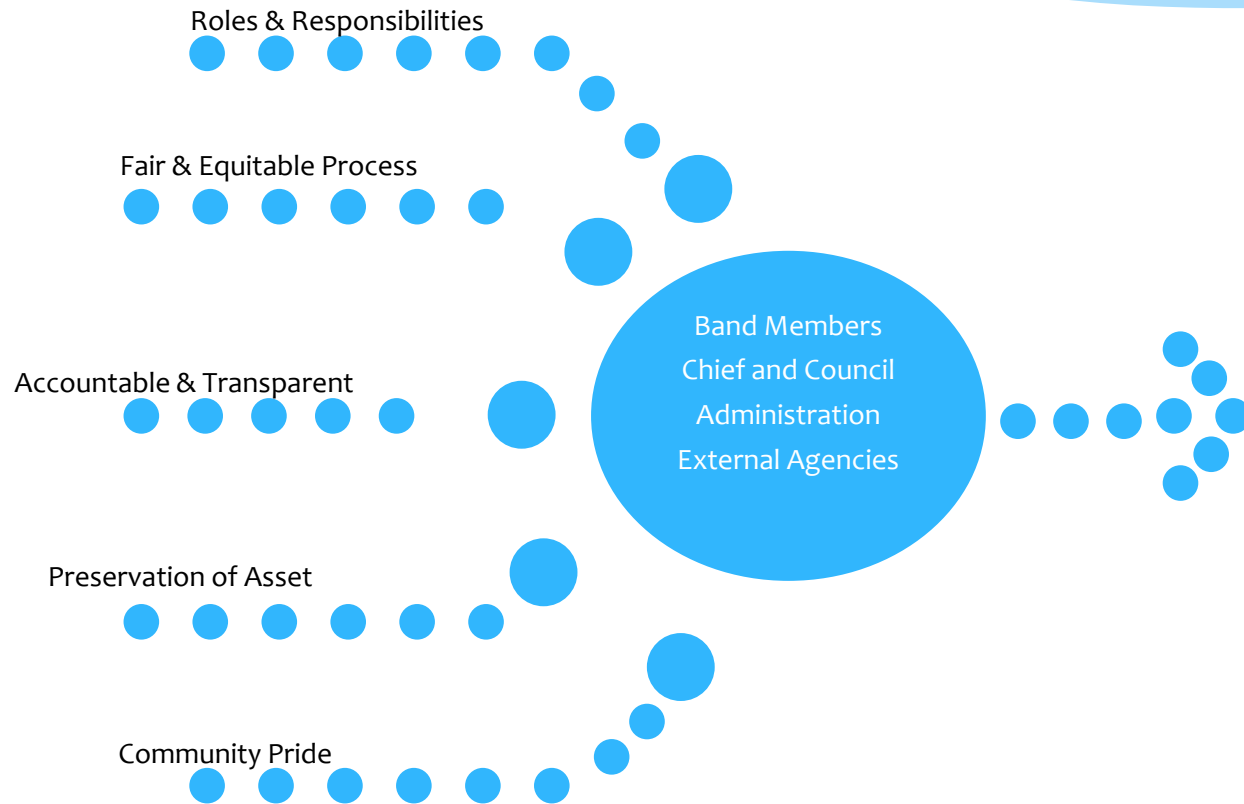 Roles & Responsibilities
Fair & Equitable Process
Accountable & Transparent
Preservation of Asset
Community Pride
Band Members
Chief and Council
Administration
External Agencies